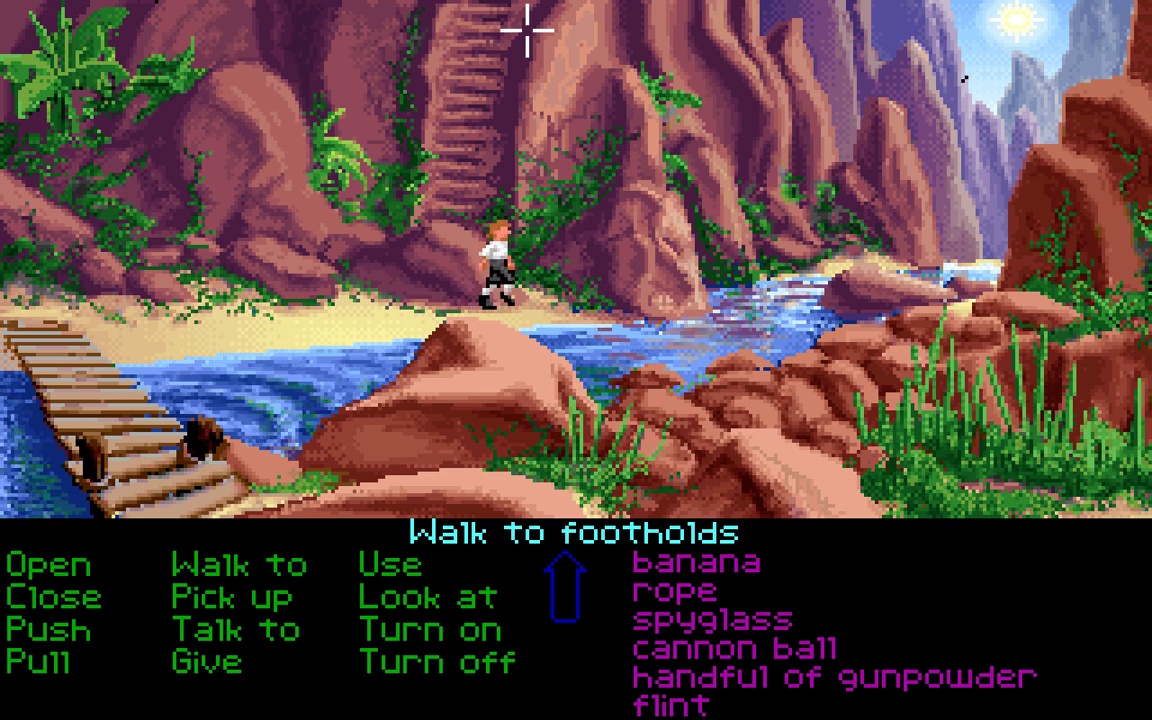 Walk to footholds
Open Walk to Use
Close Pick up Look at
Push Talk to Turn on
Pull Give Turn off
banana
rope
spyglass
cannon ball
handful of gunpowder
flint